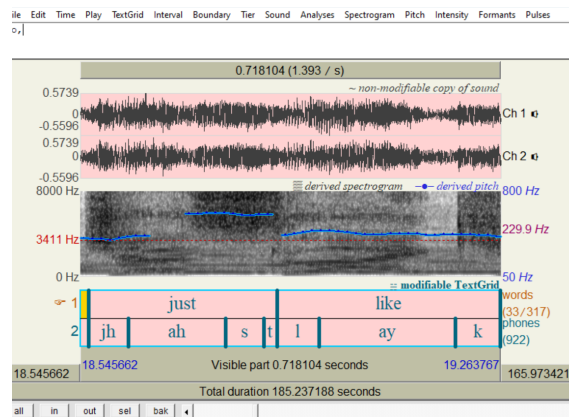 ile Edit Time Play TextGrid Interval Boundary Tier Sound Analyses Spectrogram Pitch Intensity Formants Pulses
0.718104 (1.393 / s)
~ non-modifiable copy of sound
0.5739
0
-0.5596
Ch 1
0.5739
0
-0.5596
Ch 2
8000 Hz
derived spectrogram
derived pitch
800 Hz
3411 Hz
229.9 Hz
0 Hz
50 Hz
modifiable TextGrid
1 just like words
(33/317)
2 jh ah s t l ay k phones
(922)
18.545662 18.545662 Visible part 0.718104 seconds 19.263767 165.973421
Total duration 185.237188 seconds
all in out sel bak